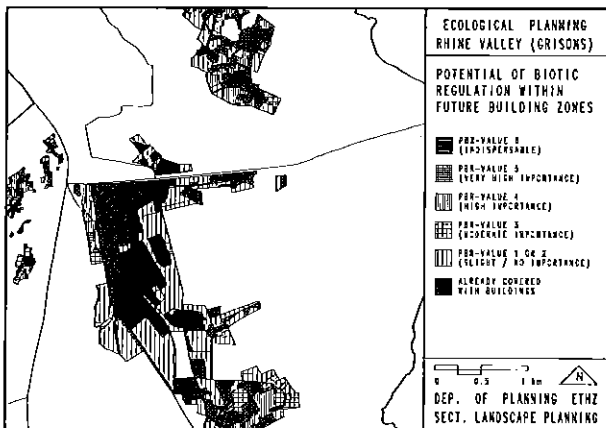 ECOLOGICAL PLANNING
RHINE VALLEY (GRISONS)
POTENTIAL OF BIOTIC
REGULATION WITHIN
FUTURE BUILDING ZONES
PBR-VALUE 6
(INDISPENSABLE)
PBR-VALUE 5
(VERY HIGH IMPORTANCE)
PBR-VALUE 4
(HIGH IMPORTANCE)
PBR-VALUE 3
(MODERATE IMPORTANCE)
PBR-VALUE 1 OR 2
(SLIGHT / NO IMPORTANCE)
ALREADY COVERED
WITH BUILDINGS
0 0.5 1 km
N
DEP. OF PLANNING ETHZ
SECT. LANDSCAPE PLANNING